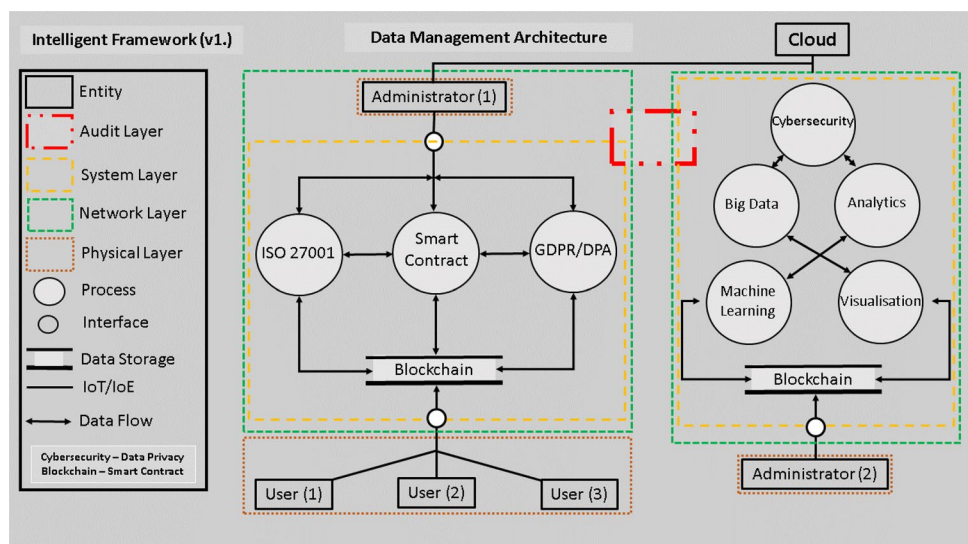 Intelligent Framework (v1.)
Data Management Architecture
Cloud
Entity
Audit Layer
System Layer
Network Layer
Physical Layer
Process
Interface
Data Storage
IoT/IoE
Data Flow
Cybersecurity – Data Privacy
Blockchain – Smart Contract
Administrator (1)
ISO 27001
Smart
Contract
GDPR/DPA
Blockchain
User (1)
User (2)
User (3)
Cybersecurity
Big Data
Analytics
Machine
Learning
Visualisation
Blockchain
Administrator (2)